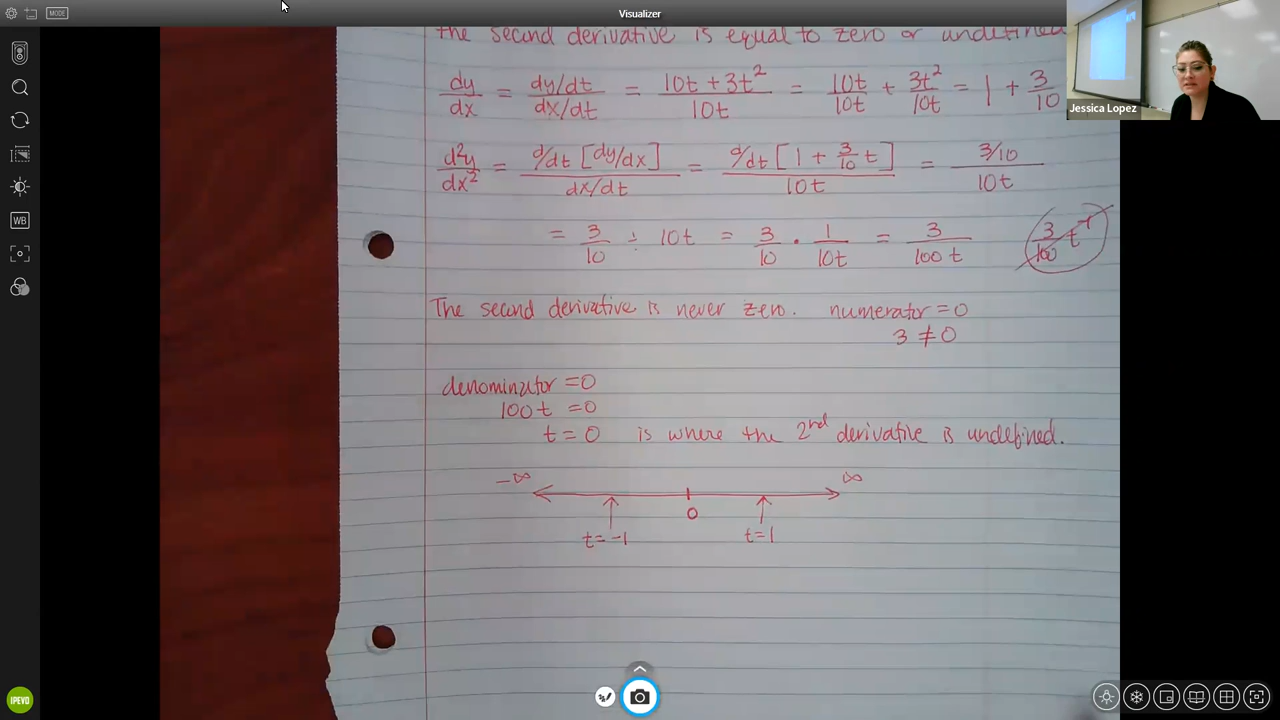 MODE
Visualizer
the second derivative is equal to zero or undefined
dy/dx = dy/dt / dx/dt = 10t + 3t² / 10t = 10t/10t + 3t²/10t = 1 + 3/10
Jessica Lopez
d²y/dx² = d/dt [dy/dx] / dx/dt = d/dt [1 + 3/10 t] / 10t = 3/10 / 10t
= 3/10 ÷ 10t = 3/10 · 1/10t = 3/100t 3/100 t⁻¹
WB
The second derivative is never zero. numerator = 0
3 ≠ 0
denominator = 0
100t = 0
t = 0 is where the 2nd derivative is undefined.
-∞ ∞
0
t = -1 t = 1
IPEVO